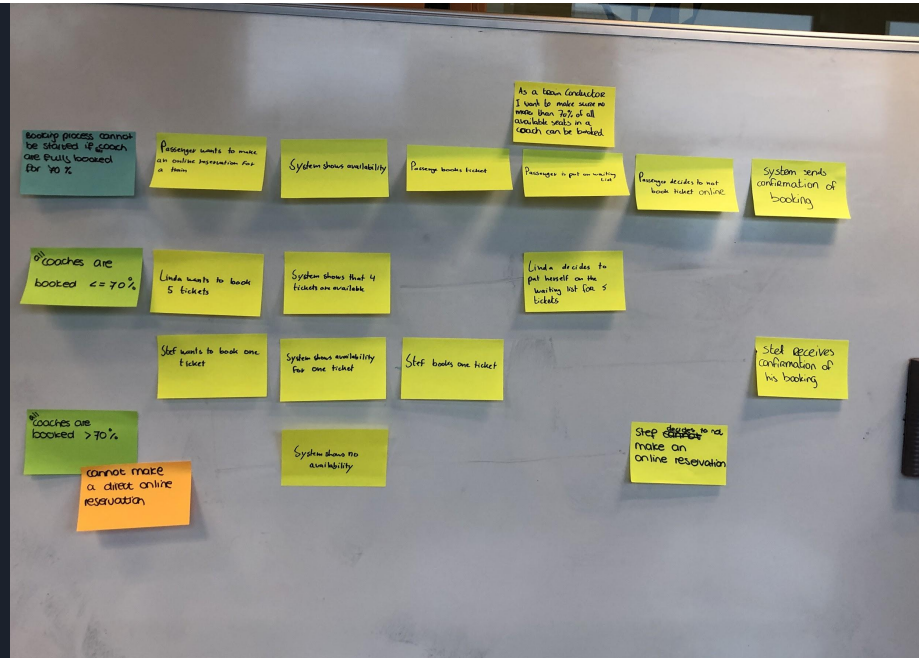 As a train Conductor
I want to make sure no
more than 70% of all
available seats in a
coach can be booked
Booking process cannot
be started if coach
are fully booked
for 70 %
Passenger wants to make
an online reservation for
a train
System shows availability
Passenge books ticket
Passenger is put on waiting
List
Passenger decides to not
book ticket online
System sends
confirmation of
booking
all
coaches are
booked <= 70%
Linda wants to book
5 tickets
System shows that 4
tickets are available
Linda decides to
put herself on the
waiting list for 5
tickets
Stef wants to book one
ticket
System shows availability
for one ticket
Stef books one ticket
Stef Receives
confirmation of
his booking
all
coaches are
booked >70%
cannot make
a direct online
reservation
System shows no
availability
Stef decides to not
make an
online reservation